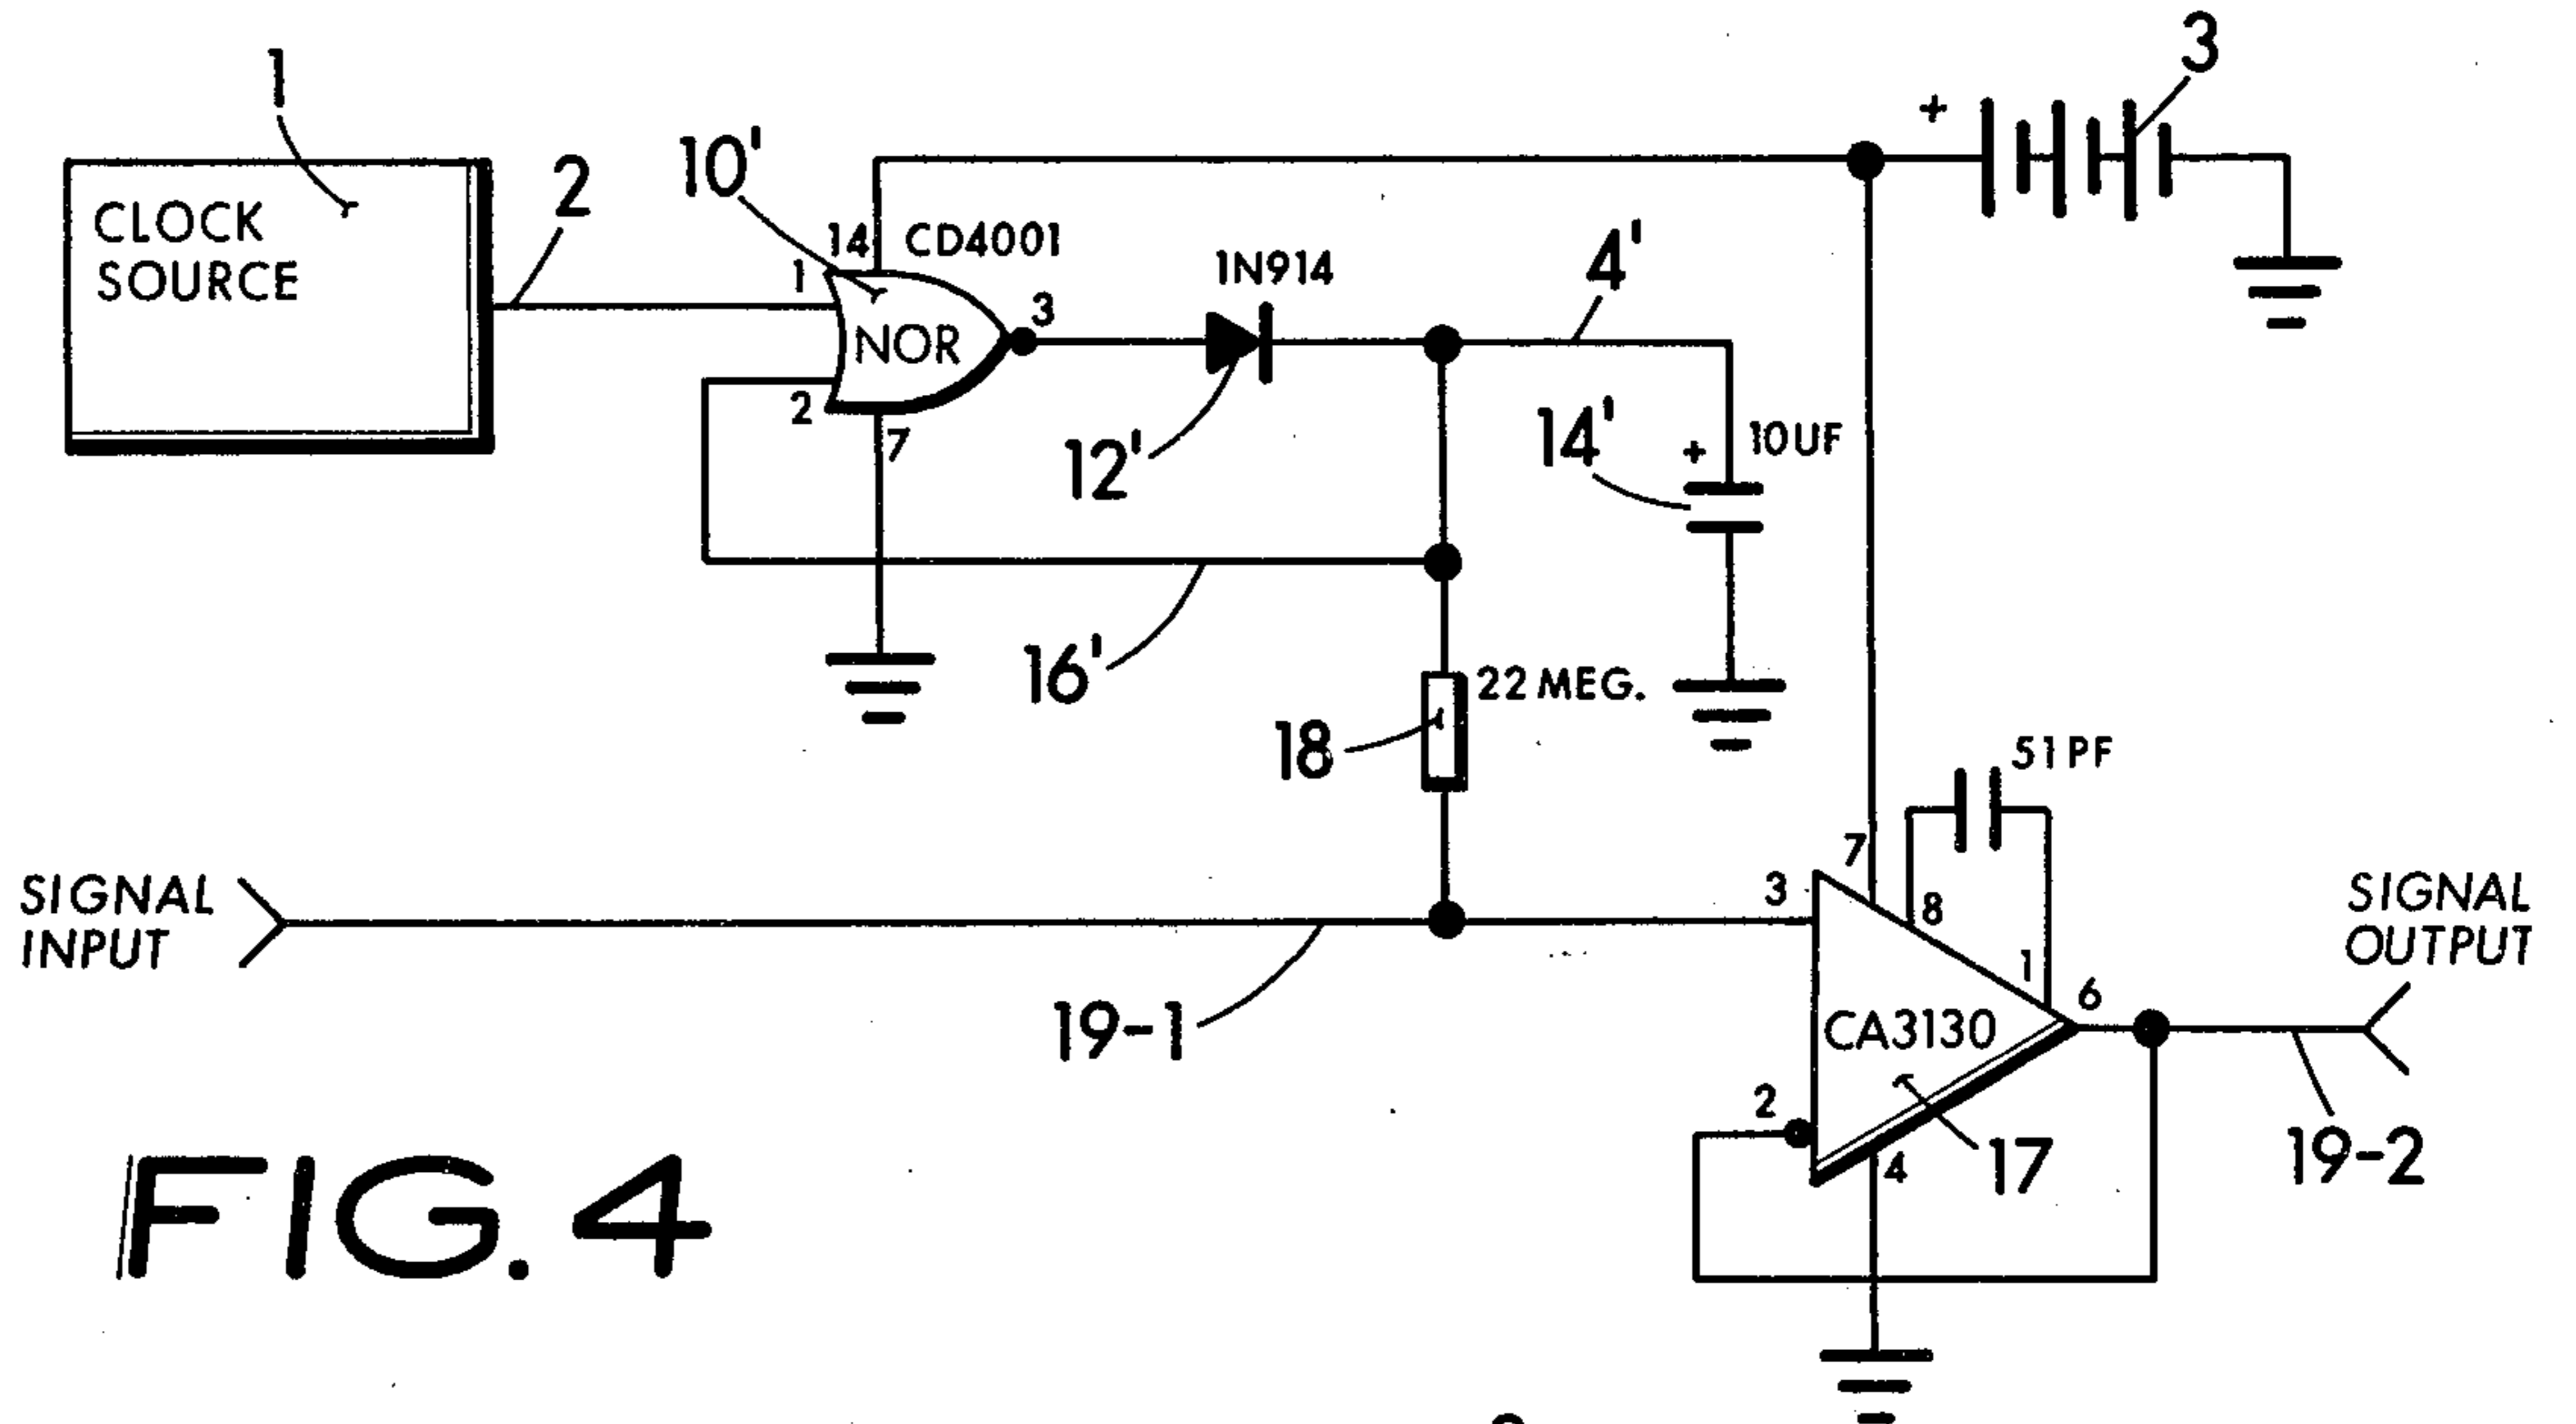 1
3
CLOCK
SOURCE
2
10'
14
CD4001
1
NOR
3
2
7
1N914
4'
12'
14'
+
10UF
+
16'
18
22 MEG.
51 PF
SIGNAL
INPUT
19-1
3
7
8
1
6
CA3130
2
4
17
SIGNAL
OUTPUT
19-2
FIG. 4